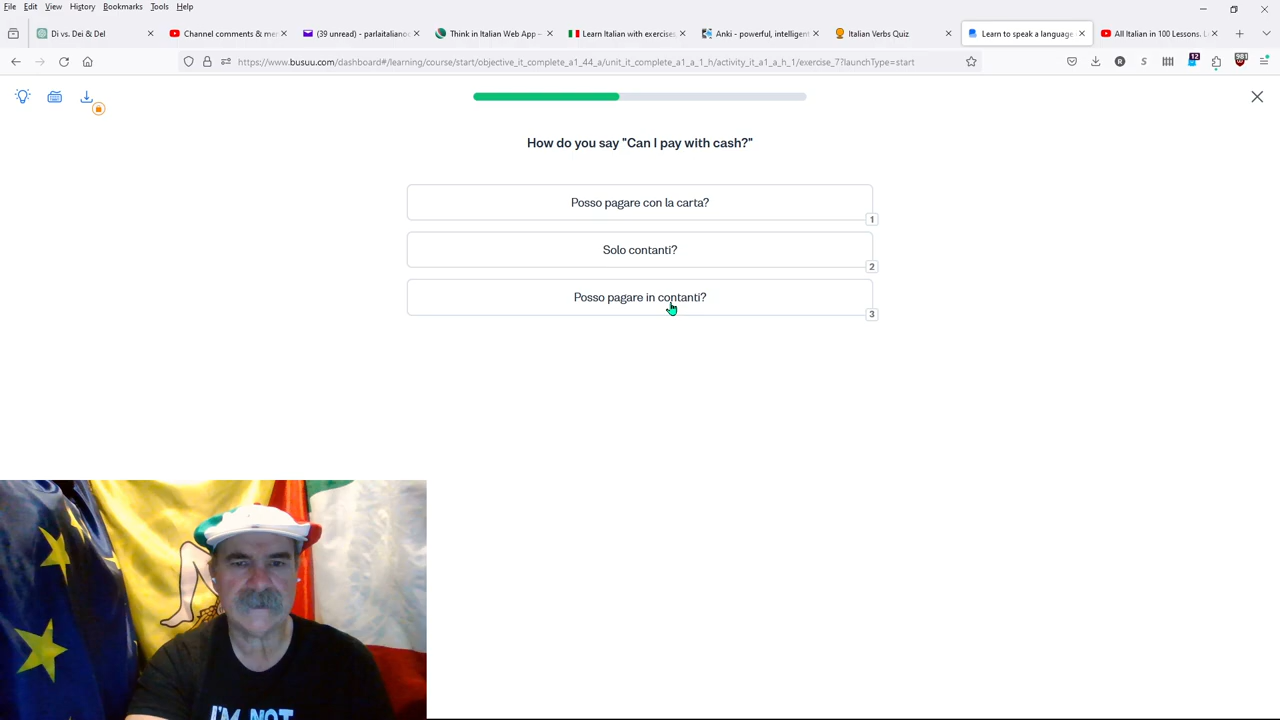 File Edit View History Bookmarks Tools Help
Di vs. Dei & Del
Channel comments & me
(39 unread) - parlaitaliano
Think in Italian Web App –
Learn Italian with exercises
Anki - powerful, intelligent
Italian Verbs Quiz
Learn to speak a language
All Italian in 100 Lessons. L
https://www.busuu.com/dashboard#/learning/course/start/objective_it_complete_a1_44_a/unit_it_complete_a1_a_1_h/activity_it_a1_a_h_1/exercise_7?launchType=start
12
981
How do you say "Can I pay with cash?"
Posso pagare con la carta?
1
Solo contanti?
2
Posso pagare in contanti?
3
I'M NOT